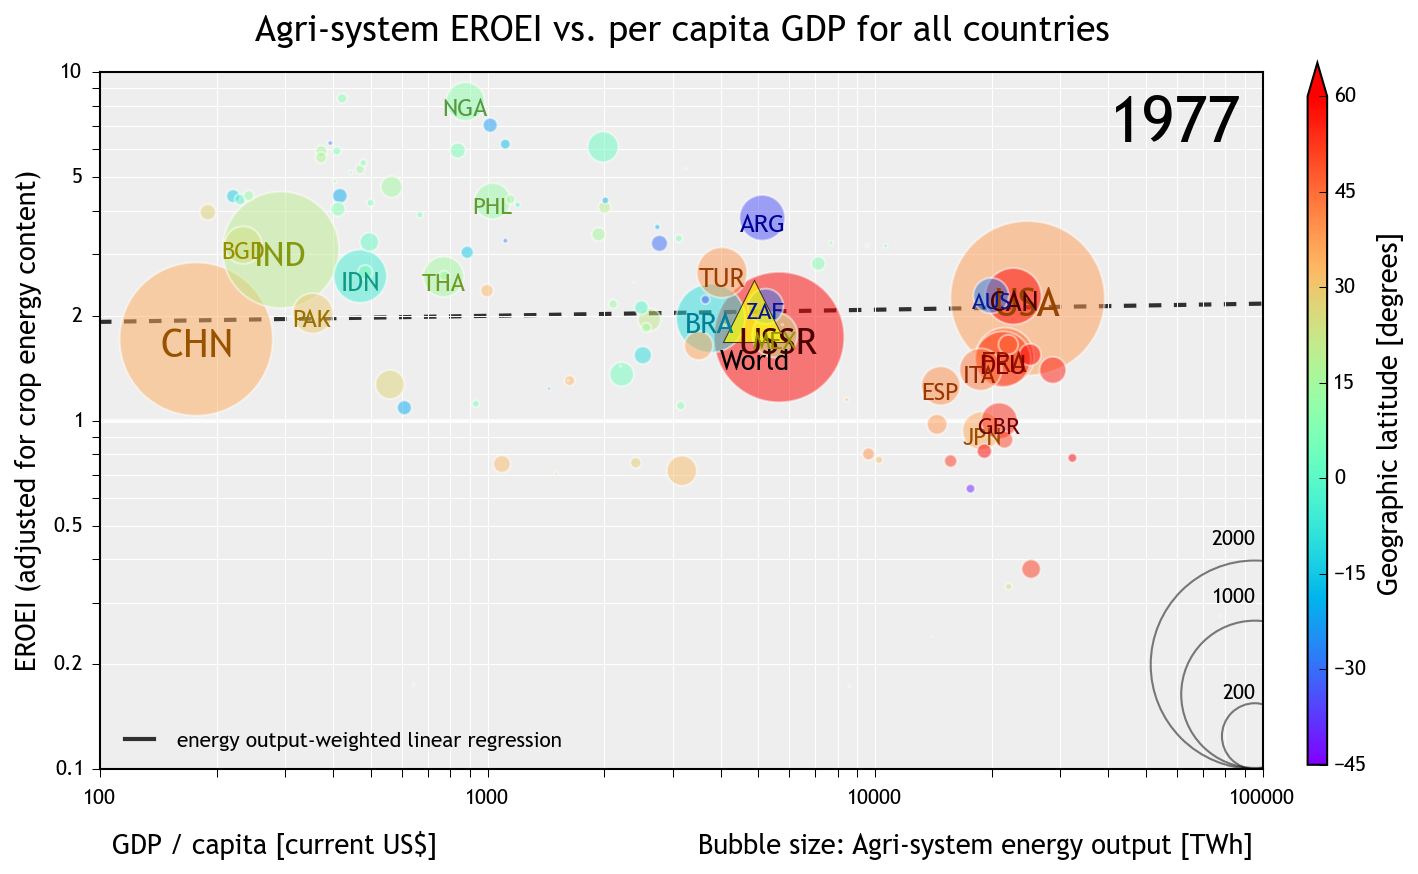 Agri-system EROEI vs. per capita GDP for all countries
1977
EROEI (adjusted for crop energy content)
10
5
2
1
0.5
0.2
0.1
NGA
PHL
ARG
BGD
IND
IDN
THA
TUR
PAK
CHN
BRA
ZAF
MEX
USSR
World
AUS
CAN
USA
FRA
DEU
ITA
ESP
GBR
JPN
2000
1000
200
energy output-weighted linear regression
100
1000
10000
100000
GDP / capita [current US$]
Bubble size: Agri-system energy output [TWh]
60
45
30
15
0
−15
−30
−45
Geographic latitude [degrees]